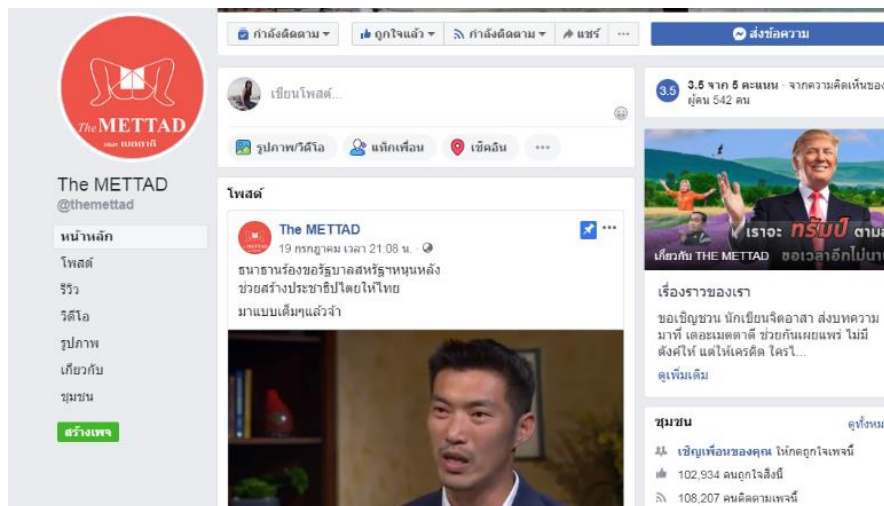 กำลังติดตาม
ถูกใจแล้ว
กำลังติดตาม
แชร์
ส่งข้อความ
The METTAD
เดอะ เมตตาดี
The METTAD
@themettad
หน้าหลัก
โพสต์
รีวิว
วิดีโอ
รูปภาพ
เกี่ยวกับ
ชุมชน
สร้างเพจ
เขียนโพสต์...
รูปภาพ/วิดีโอ
แท็กเพื่อน
เช็คอิน
โพสต์
The METTAD
19 กรกฎาคม เวลา 21.08 น.
ธนาธานร้องขอรัฐบาลสหรัฐฯหนุนหลัง
ช่วยสร้างประชาธิปไตยให้ไทย
มาแบบเต็มๆแล้วจ้า
3.5
3.5 จาก 5 คะแนน · จากความคิดเห็นของ
ผู้คน 542 คน
เราจะ ทรัมป์ ตาม
เกี่ยวกับ THE METTAD
ขอเวลาอีกไม่นาน
เรื่องราวของเรา
ขอเชิญชวน นักเขียนจิตอาสา ส่งบทความ
มาที่ เดอะเมตตาดี ช่วยกันเผยแพร่ ไม่มี
ตังค์ให้ แต่ให้เครดิต ใครไ...
ดูเพิ่มเติม
ชุมชน
ดูทั้งหม
เชิญเพื่อนของคุณ ให้กดถูกใจเพจนี้
102,934 คนถูกใจสิ่งนี้
108,207 คนติดตามเพจนี้